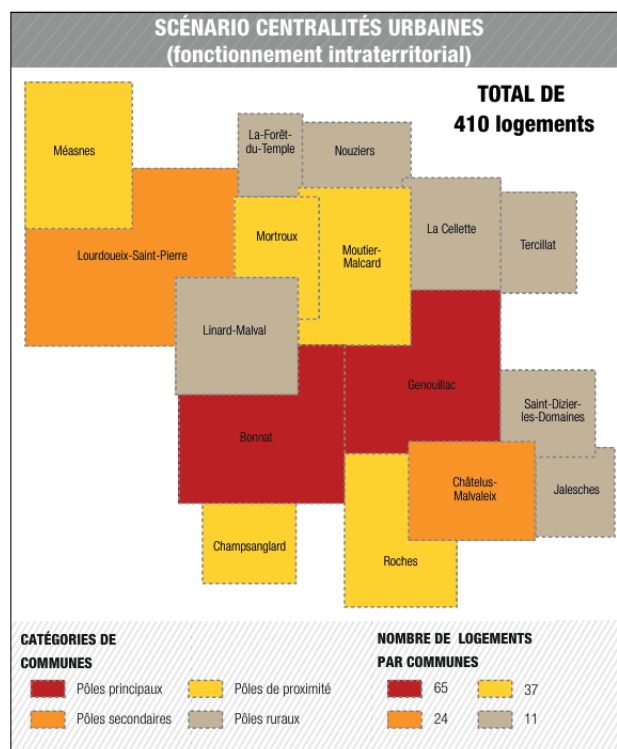 SCÉNARIO CENTRALITÉS URBAINES
(fonctionnement intraterritorial)
TOTAL DE
410 logements
Méasnes
La-Forêt-
du-Temple
Nouziers
Lourdoueix-Saint-Pierre
Mortroux
Moutier-
Malcard
La Cellette
Tercillat
Linard-Malval
Genouillac
Bonnat
Saint-Dizier-
les-Domaines
Châtelus-
Malvaleix
Jalesches
Champsanglard
Roches
CATÉGORIES DE
COMMUNES
Pôles principaux
Pôles de proximité
Pôles secondaires
Pôles ruraux
NOMBRE DE LOGEMENTS
PAR COMMUNES
65
37
24
11